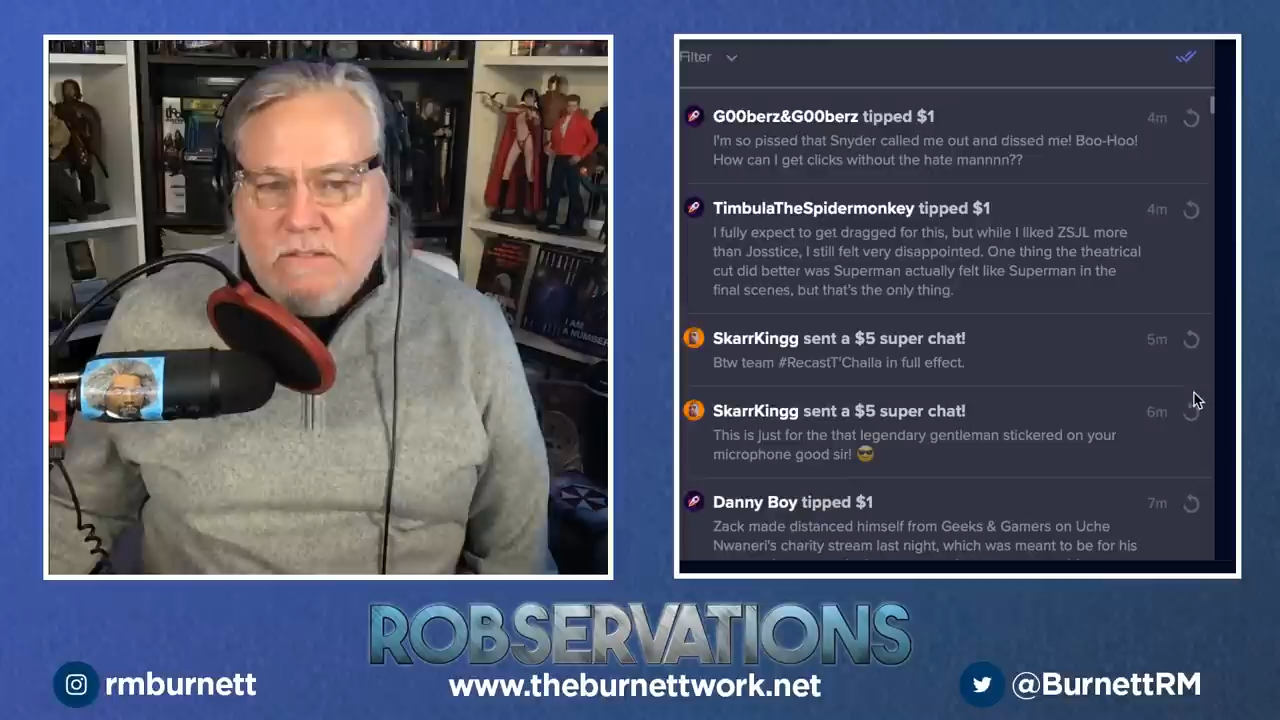 Filter
G00berz&G00berz tipped $1
4m
I'm so pissed that Snyder called me out and dissed me! Boo-Hoo!
How can I get clicks without the hate mannnn??
TimbulaTheSpidermonkey tipped $1
4m
I fully expect to get dragged for this, but while I liked ZSJL more
than Josstice, I still felt very disappointed. One thing the theatrical
cut did better was Superman actually felt like Superman in the
final scenes, but that's the only thing.
SkarrKingg sent a $5 super chat!
5m
Btw team #RecastT'Challa in full effect.
SkarrKingg sent a $5 super chat!
6m
This is just for the that legendary gentleman stickered on your
microphone good sir! 😎
Danny Boy tipped $1
7m
Zack made distanced himself from Geeks & Gamers on Uche
Nwaneri's charity stream last night, which was meant to be for his
I AM
A NUMBER
ROBSERVATIONS
rmburnett
www.theburnettwork.net
@BurnettRM